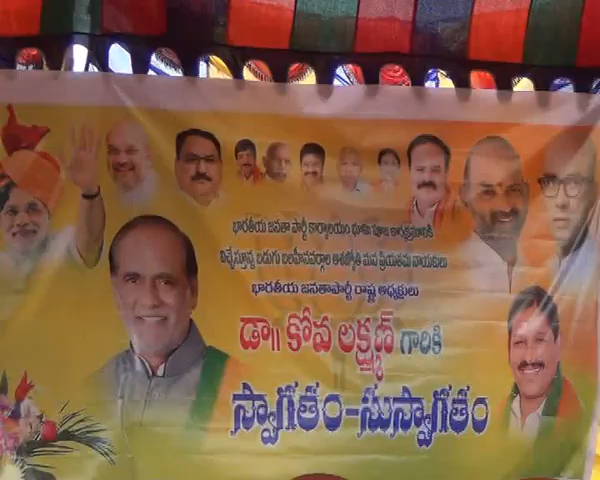 భారతీయ జనతా పార్టీ కార్యాలయం భూమి పూజ కార్యక్రమానికి
విచ్చేస్తున్న బడుగు బలహీనవర్గాల ఆశాజ్యోతి మన ప్రియతమ నాయకులు
భారతీయ జనతాపార్టీ రాష్ట్ర అధ్యక్షులు
డా॥ కోవ లక్ష్మణ్ గారికి
స్వాగతం-సుస్వాగతం